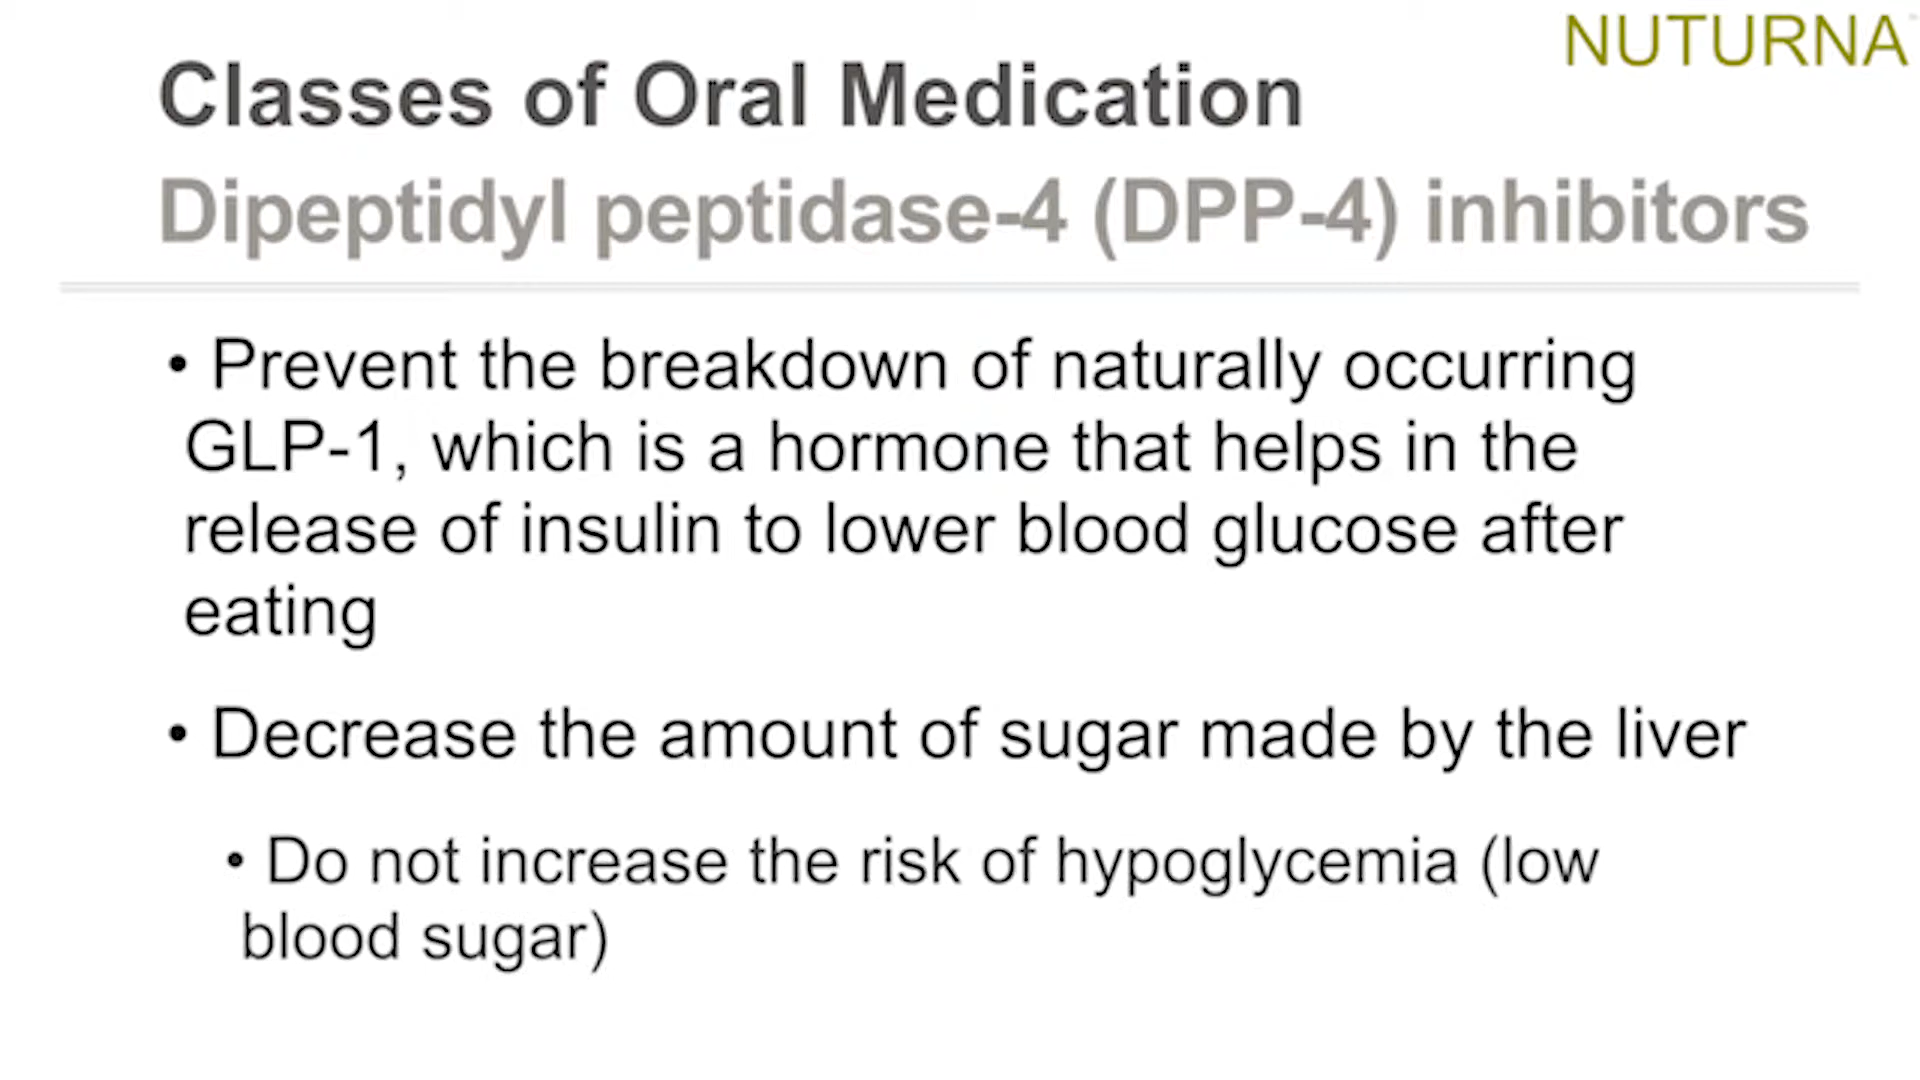 NUTURNA
Classes of Oral Medication
Dipeptidyl peptidase-4 (DPP-4) inhibitors
• Prevent the breakdown of naturally occurring
GLP-1, which is a hormone that helps in the
release of insulin to lower blood glucose after
eating
• Decrease the amount of sugar made by the liver
• Do not increase the risk of hypoglycemia (low
blood sugar)